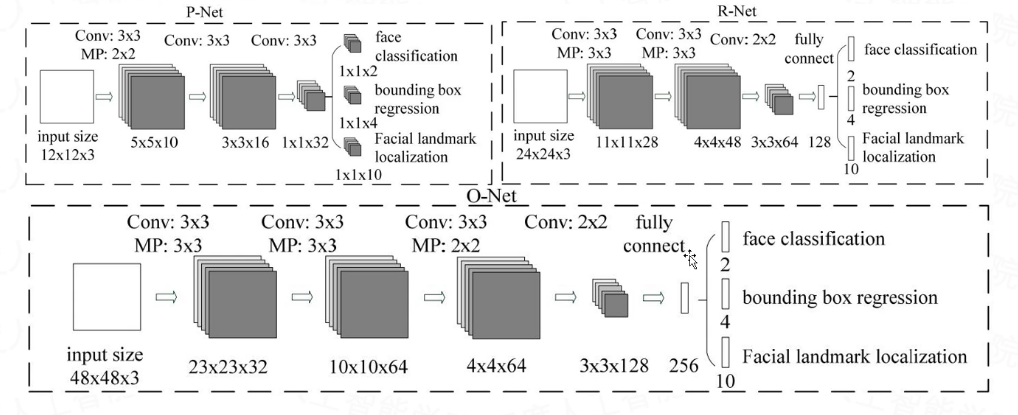 P-Net
Conv: 3x3
MP: 2x2
Conv: 3x3
Conv: 3x3
face
classification
1x1x2
bounding box
regression
1x1x4
Facial landmark
localization
1x1x10
input size
12x12x3
5x5x10
3x3x16
1x1x32
R-Net
Conv: 3x3
MP: 3x3
Conv: 3x3
MP: 3x3
Conv: 2x2
fully
connect
face classification
2
bounding box
regression
4
Facial landmark
localization
10
input size
24x24x3
11x11x28
4x4x48
3x3x64
128
O-Net
Conv: 3x3
MP: 3x3
Conv: 3x3
MP: 3x3
Conv: 3x3
MP: 2x2
Conv: 2x2
fully
connect
face classification
2
bounding box regression
4
Facial landmark localization
10
input size
48x48x3
23x23x32
10x10x64
4x4x64
3x3x128
256